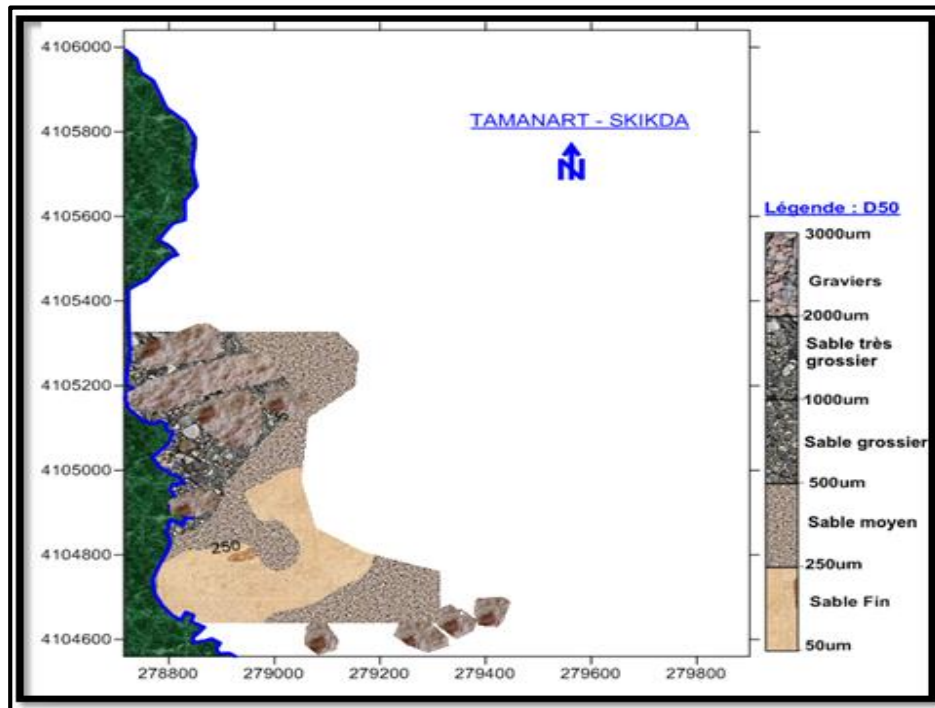 4106000
TAMANART - SKIKDA
4105800
N
4105600
Légende : D50
3000um
Graviers
4105400
2000um
Sable très
grossier
4105200
1000um
Sable grossier
4105000
500um
Sable moyen
250
4104800
250um
Sable Fin
4104600
50um
278800 279000 279200 279400 279600 279800